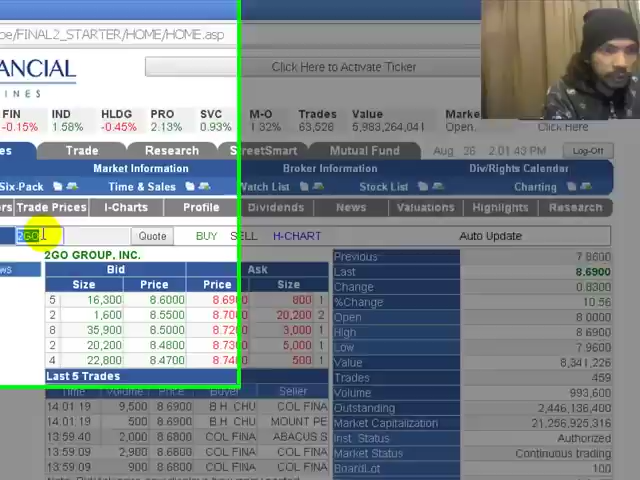 be/FINAL2_STARTER/HOME/HOME.asp
NANCIAL
INES
Click Here to Activate Ticker
FIN IND HLDG PRO SVC M-O Trades Value Market
-0.15% 1.58% -0.45% 2.13% 0.93% 1.32% 63,526 5,983,264,041 Open. Click Here
es Trade Research StreetSmart Mutual Fund Aug 26 2:01:43 PM Log-Off
Market Information Broker Information Div/Rights Calendar
Six-Pack Time & Sales Watch List Stock List Charting
ors Trade Prices I-Charts Profile Dividends News Valuations Highlights Research
2GO Quote BUY SELL H-CHART Auto Update
ws 2GO GROUP, INC.
Bid Ask
Size Price Price Size
5 16,300 8.6000 8.6900 800 1
2 1,600 8.5500 8.7000 20,200 2
8 35,900 8.5000 8.7200 3,000 1
2 20,200 8.4800 8.7300 5,000 1
4 22,800 8.4700 8.7400 500 1
Last 5 Trades
Time Volume Price Buyer Seller
14:01:19 9,500 8.6900 B.H. CHU COL FINA
14:01:19 500 8.6900 B.H. CHU MOUNT PE
13:59:40 2,000 8.6800 COL FINA ABACUS S
13:59:09 2,900 8.6900 COL FINA COL FINA
13:59:09 500 8.6900 COL FINA COL FINA
Previous 7.8600
Last 8.6900
Change 0.8300
%Change 10.56
Open 8.0000
High 8.6900
Low 7.9600
Value 8,341,226
Trades 459
Volume 993,600
Outstanding 2,446,136,400
Market Capitalization 21,256,925,316
Inst. Status Authorized
Market Status Continuous trading
BoardLot 100